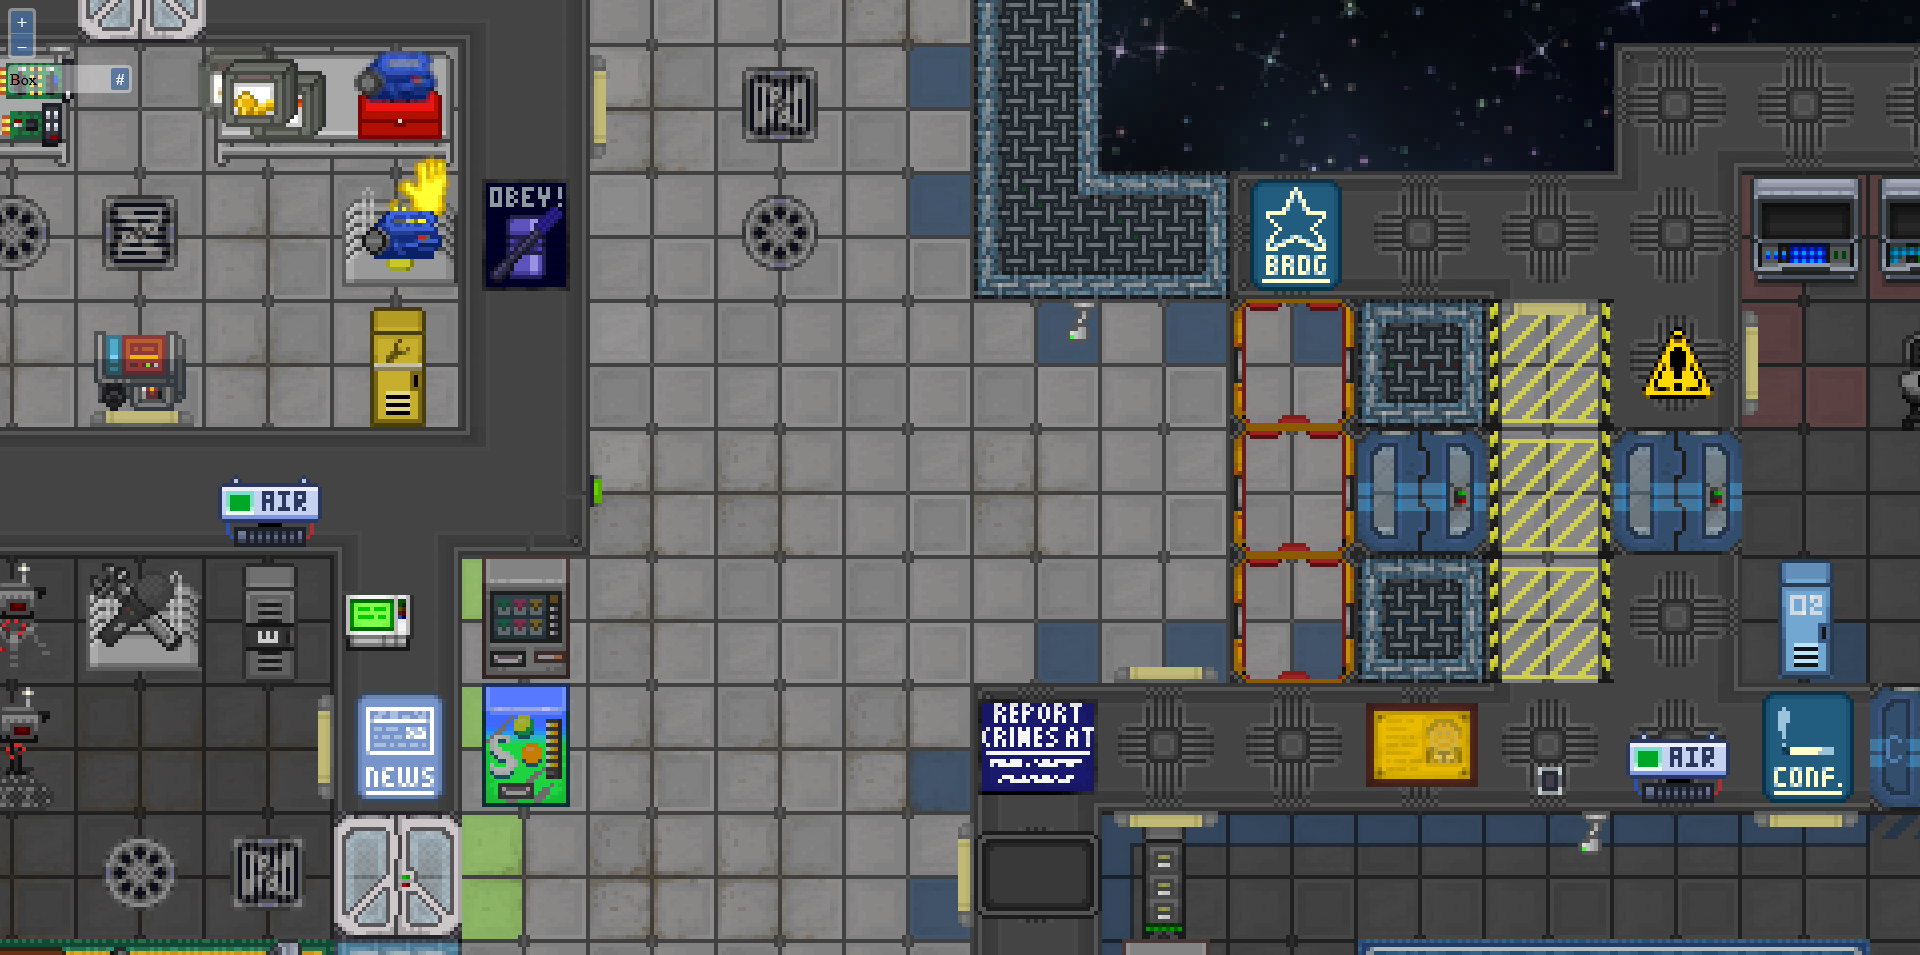 +
−
Box
#
OBEY!
BRDG
AIR
O2
NEWS
REPORT
CRIMES AT
AIR
CONF.